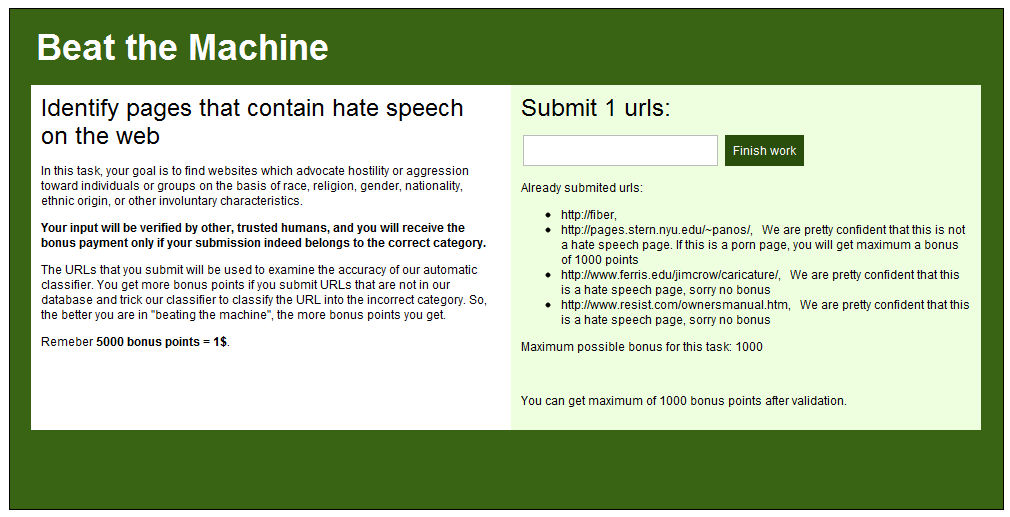 Beat the Machine
Identify pages that contain hate speech
on the web
In this task, your goal is to find websites which advocate hostility or aggression
toward individuals or groups on the basis of race, religion, gender, nationality,
ethnic origin, or other involuntary characteristics.
Your input will be verified by other, trusted humans, and you will receive the
bonus payment only if your submission indeed belongs to the correct category.
The URLs that you submit will be used to examine the accuracy of our automatic
classifier. You get more bonus points if you submit URLs that are not in our
database and trick our classifier to classify the URL into the incorrect category. So,
the better you are in "beating the machine", the more bonus points you get.
Remeber 5000 bonus points = 1$.
Submit 1 urls:
Finish work
Already submited urls:
• http://fiber,
• http://pages.stern.nyu.edu/~panos/, We are pretty confident that this is not
a hate speech page. If this is a porn page, you will get maximum a bonus
of 1000 points
• http://www.ferris.edu/jimcrow/caricature/, We are pretty confident that this
is a hate speech page, sorry no bonus
• http://www.resist.com/ownersmanual.htm, We are pretty confident that this
is a hate speech page, sorry no bonus
Maximum possible bonus for this task: 1000
You can get maximum of 1000 bonus points after validation.